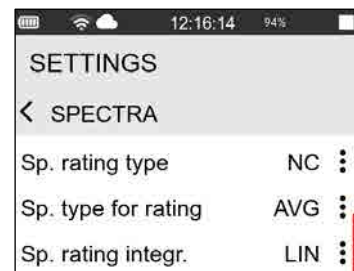 12:16:14 94%
SETTINGS
< SPECTRA
Sp. rating type NC
Sp. type for rating AVG
Sp. rating integr. LIN